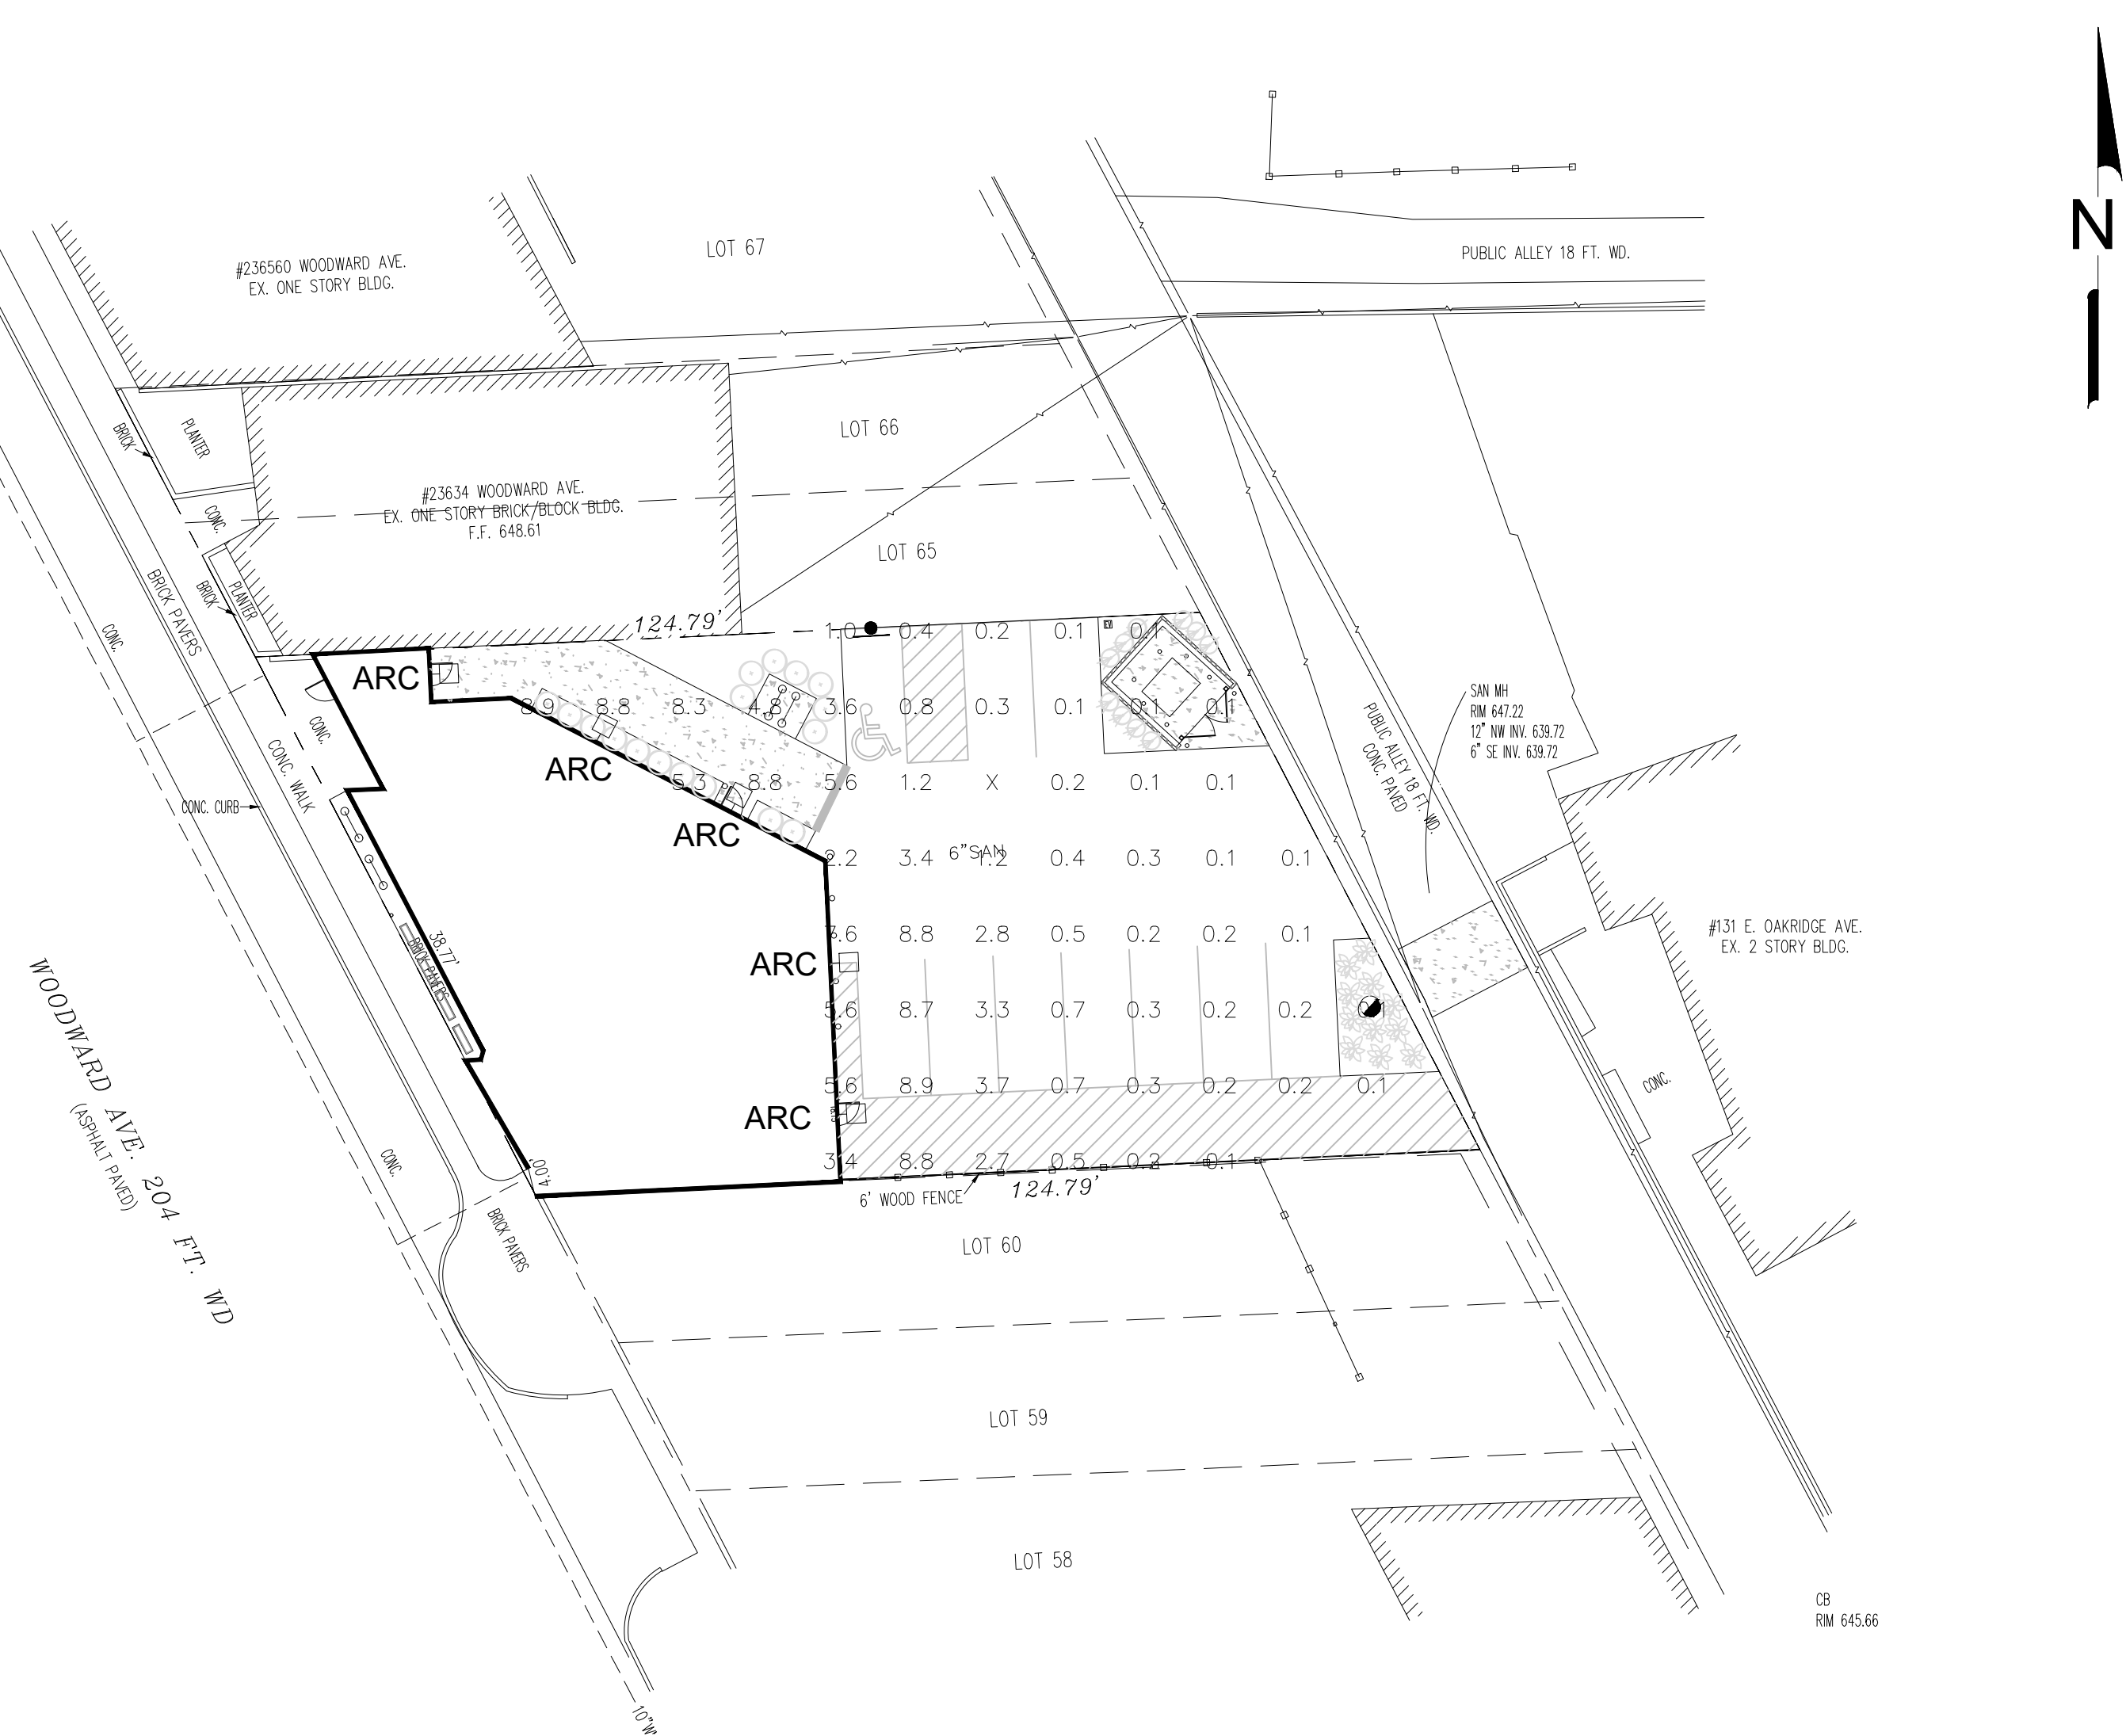 N
LOT 67
PUBLIC ALLEY 18 FT. WD.
#236560 WOODWARD AVE.
EX. ONE STORY BLDG.
BRICK
PLANTER
CONC.
LOT 66
#23634 WOODWARD AVE.
EX. ONE STORY BRICK/BLOCK BLDG.
F.F. 648.61
LOT 65
BRICK PAVERS
BRICK
PLANTER
CONC.
124.79'
1.0 0.4 0.2 0.1 0.1
EV
ARC
8.9 8.8 8.3 4.8 3.6 0.8 0.3 0.1 0.1 0.1
SAN MH
RIM 647.22
12" NW INV. 639.72
6" SE INV. 639.72
CONC.
CONC. WALK
CONC. CURB
ARC
5.3 8.8 5.6 1.2 X 0.2 0.1 0.1
PUBLIC ALLEY 18 FT. WD.
CONC. PAVED
ARC
2.2 3.4 1.2 0.4 0.3 0.1 0.1
6"SAN
38.77'
BRICK PAVERS
7.6 8.8 2.8 0.5 0.2 0.2 0.1
#131 E. OAKRIDGE AVE.
EX. 2 STORY BLDG.
ARC
5.6 8.7 3.3 0.7 0.3 0.2 0.2 0.1
5.6 8.9 3.7 0.7 0.3 0.2 0.2 0.1
CONC.
ARC
WOODWARD AVE. 204 FT. WD
(ASPHALT PAVED)
CONC.
4.00'
3.4 8.8 2.7 0.5 0.2 0.1
6' WOOD FENCE
124.79'
BRICK PAVERS
LOT 60
LOT 59
LOT 58
CB
RIM 645.66
10"W